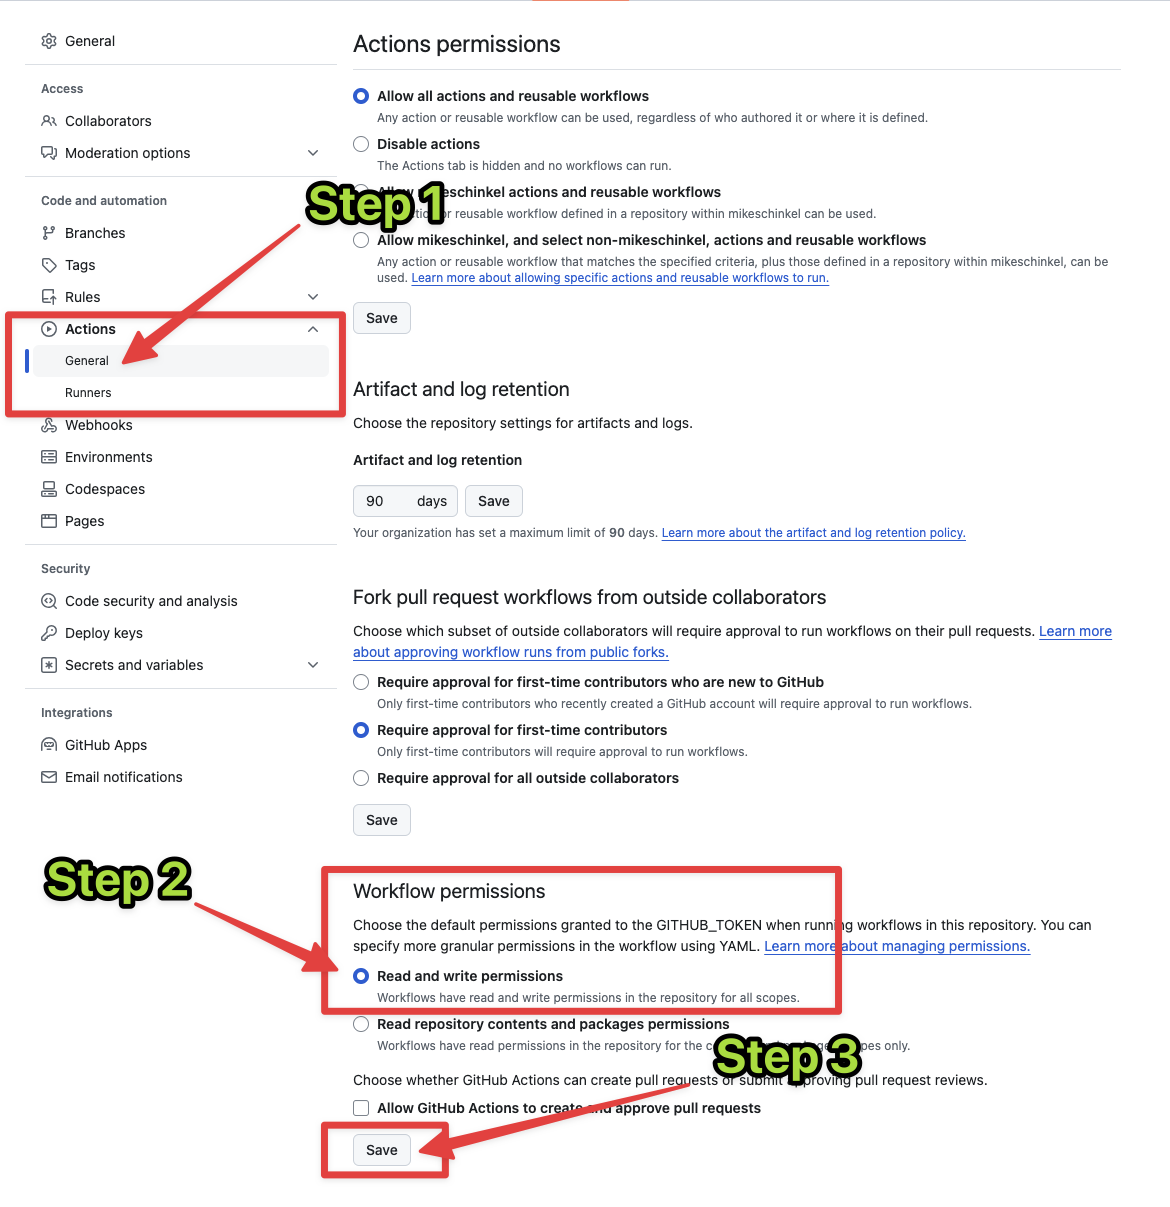 General
Access
Collaborators
Moderation options
Code and automation
Branches
Tags
Rules
Actions
General
Runners
Webhooks
Environments
Codespaces
Pages
Security
Code security and analysis
Deploy keys
Secrets and variables
Integrations
GitHub Apps
Email notifications
Step 1
Step 2
Actions permissions
Allow all actions and reusable workflows
Any action or reusable workflow can be used, regardless of who authored it or where it is defined.
Disable actions
The Actions tab is hidden and no workflows can run.
Allow mikeschinkel actions and reusable workflows
or reusable workflow defined in a repository within mikeschinkel can be used.
Allow mikeschinkel, and select non-mikeschinkel, actions and reusable workflows
Any action or reusable workflow that matches the specified criteria, plus those defined in a repository within mikeschinkel, can be
used. Learn more about allowing specific actions and reusable workflows to run.
Save
Artifact and log retention
Choose the repository settings for artifacts and logs.
Artifact and log retention
90 days Save
Your organization has set a maximum limit of 90 days. Learn more about the artifact and log retention policy.
Fork pull request workflows from outside collaborators
Choose which subset of outside collaborators will require approval to run workflows on their pull requests. Learn more
about approving workflow runs from public forks.
Require approval for first-time contributors who are new to GitHub
Only first-time contributors who recently created a GitHub account will require approval to run workflows.
Require approval for first-time contributors
Only first-time contributors will require approval to run workflows.
Require approval for all outside collaborators
Save
Workflow permissions
Choose the default permissions granted to the GITHUB_TOKEN when running workflows in this repository. You can
specify more granular permissions in the workflow using YAML. Learn more about managing permissions.
Read and write permissions
Workflows have read and write permissions in the repository for all scopes.
Read repository contents and packages permissions
Workflows have read permissions in the repository for the only.
Step 3
Choose whether GitHub Actions can create pull requests or submit approving pull request reviews.
Allow GitHub Actions to create and approve pull requests
Save